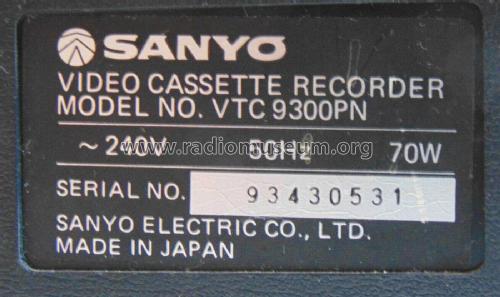 SANYO
VIDEO CASSETTE RECORDER
MODEL NO. VTC 9300PN
~ 240V 50Hz 70W
www.radiomuseum.org
SERIAL NO. 93430531
SANYO ELECTRIC CO., LTD.
MADE IN JAPAN